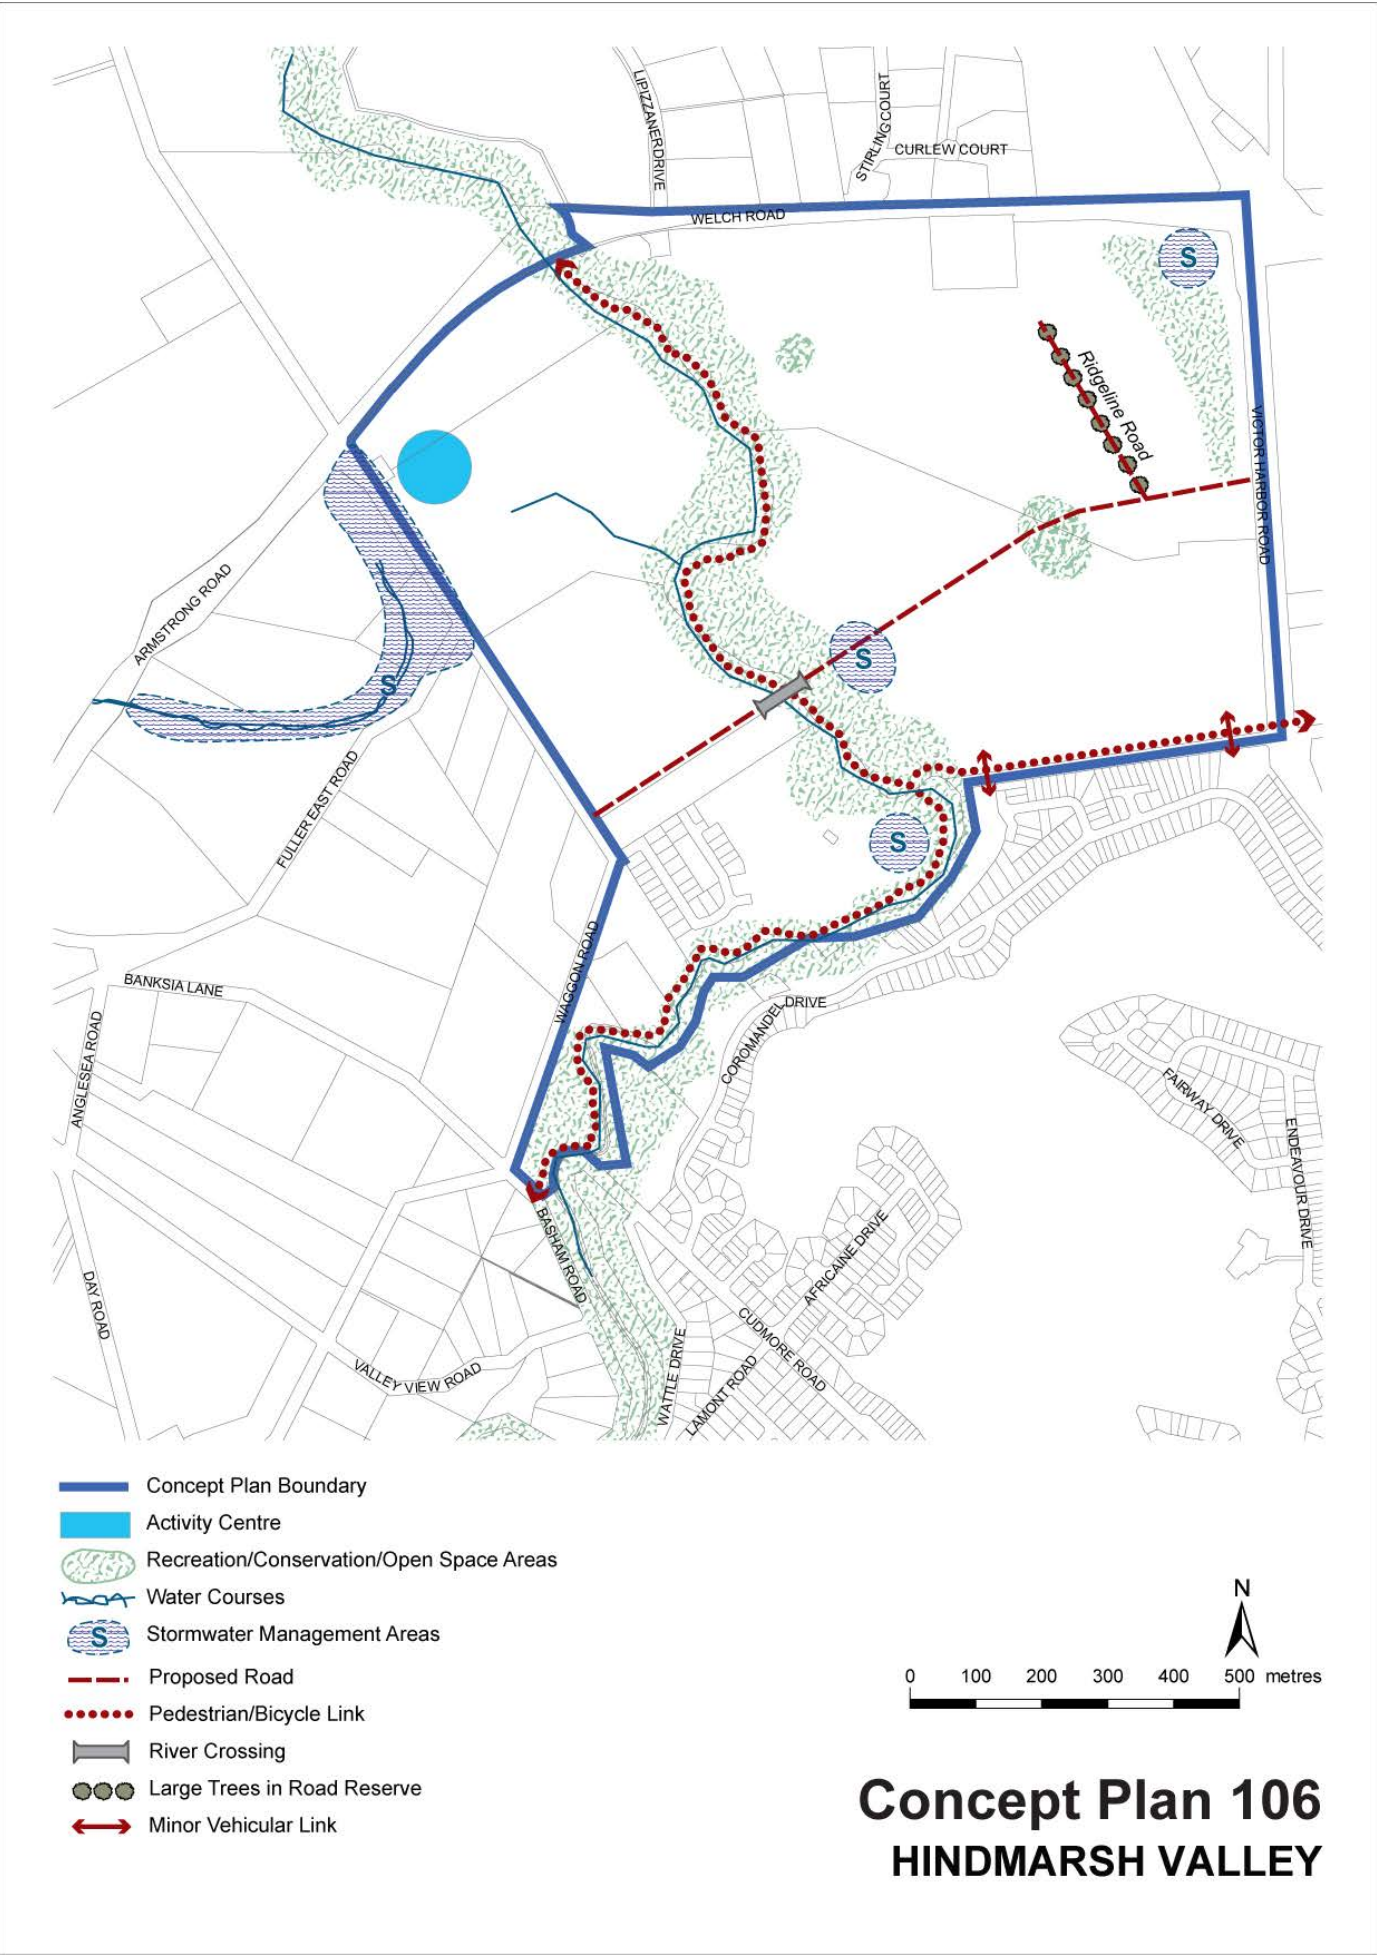 LIPIZZANER DRIVE
STIRLING COURT
CURLEW COURT
WELCH ROAD
S
Ridgeline Road
VICTOR HARBOR ROAD
ARMSTRONG ROAD
S
S
FULLER EAST ROAD
S
WAGGON ROAD
BANKSIA LANE
ANGLESEA ROAD
COROMANDEL DRIVE
FAIRWAY DRIVE
ENDEAVOUR DRIVE
BASHAM ROAD
AFRICAINE DRIVE
DAY ROAD
CUDMORE ROAD
VALLEY VIEW ROAD
WATTLE DRIVE
LAMONT ROAD
Concept Plan Boundary
Activity Centre
Recreation/Conservation/Open Space Areas
Water Courses
S Stormwater Management Areas
Proposed Road
Pedestrian/Bicycle Link
River Crossing
Large Trees in Road Reserve
Minor Vehicular Link
N
0 100 200 300 400 500 metres
Concept Plan 106
HINDMARSH VALLEY